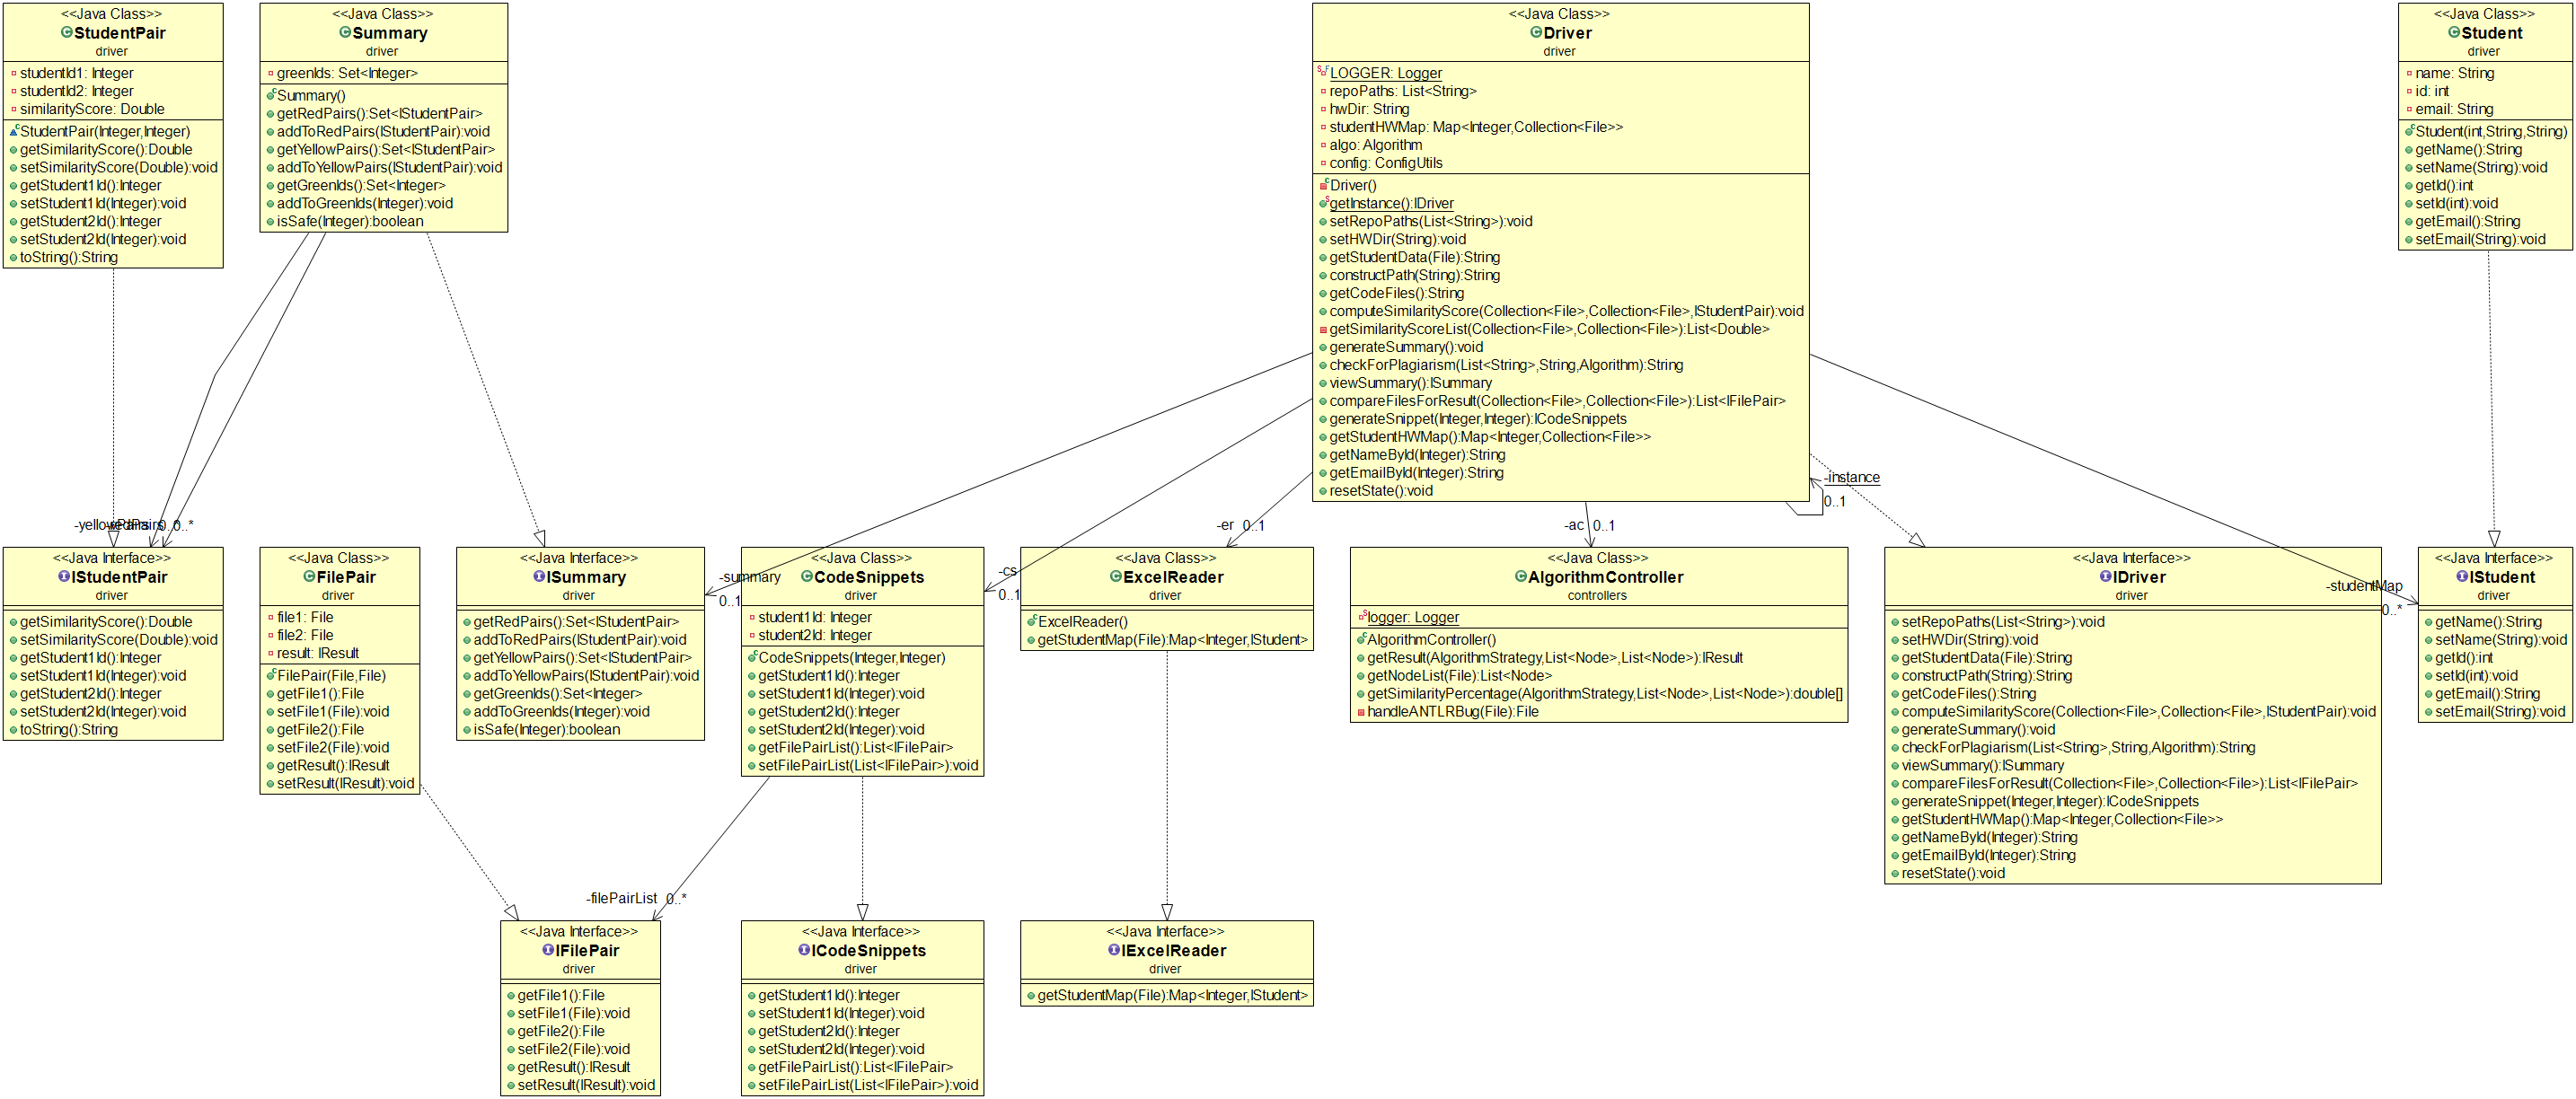 <<Java Class>>
StudentPair
driver
studentId1: Integer
studentId2: Integer
similarityScore: Double
StudentPair(Integer,Integer)
getSimilarityScore():Double
setSimilarityScore(Double):void
getStudent1Id():Integer
setStudent1Id(Integer):void
getStudent2Id():Integer
setStudent2Id(Integer):void
toString():String
<<Java Class>>
Summary
driver
greenIds: Set<Integer>
Summary()
getRedPairs():Set<IStudentPair>
addToRedPairs(IStudentPair):void
getYellowPairs():Set<IStudentPair>
addToYellowPairs(IStudentPair):void
getGreenIds():Set<Integer>
addToGreenIds(Integer):void
isSafe(Integer):boolean
<<Java Class>>
Driver
driver
LOGGER: Logger
repoPaths: List<String>
hwDir: String
studentHWMap: Map<Integer,Collection<File>>
algo: Algorithm
config: ConfigUtils
Driver()
getInstance():IDriver
setRepoPaths(List<String>):void
setHWDir(String):void
getStudentData(File):String
constructPath(String):String
getCodeFiles():String
computeSimilarityScore(Collection<File>,Collection<File>,IStudentPair):void
getSimilarityScoreList(Collection<File>,Collection<File>):List<Double>
generateSummary():void
checkForPlagiarism(List<String>,String,Algorithm):String
viewSummary():ISummary
compareFilesForResult(Collection<File>,Collection<File>):List<IFilePair>
generateSnippet(Integer,Integer):ICodeSnippets
getStudentHWMap():Map<Integer,Collection<File>>
getNameById(Integer):String
getEmailById(Integer):String
resetState():void
<<Java Class>>
Student
driver
name: String
id: int
email: String
Student(int,String,String)
getName():String
setName(String):void
getId():int
setId(int):void
getEmail():String
setEmail(String):void
-instance
0..1
0..*
-er 0..1
-ac 0..1
-summary
0..1
-cs
0..1
-studentMap
0..*
<<Java Interface>>
IStudentPair
driver
getSimilarityScore():Double
setSimilarityScore(Double):void
getStudent1Id():Integer
setStudent1Id(Integer):void
getStudent2Id():Integer
setStudent2Id(Integer):void
toString():String
<<Java Class>>
FilePair
driver
file1: File
file2: File
result: IResult
FilePair(File,File)
getFile1():File
setFile1(File):void
getFile2():File
setFile2(File):void
getResult():IResult
setResult(IResult):void
<<Java Interface>>
ISummary
driver
getRedPairs():Set<IStudentPair>
addToRedPairs(IStudentPair):void
getYellowPairs():Set<IStudentPair>
addToYellowPairs(IStudentPair):void
getGreenIds():Set<Integer>
addToGreenIds(Integer):void
isSafe(Integer):boolean
<<Java Class>>
CodeSnippets
driver
student1Id: Integer
student2Id: Integer
CodeSnippets(Integer,Integer)
getStudent1Id():Integer
setStudent1Id(Integer):void
getStudent2Id():Integer
setStudent2Id(Integer):void
getFilePairList():List<IFilePair>
setFilePairList(List<IFilePair>):void
<<Java Class>>
ExcelReader
driver
ExcelReader()
getStudentMap(File):Map<Integer,IStudent>
<<Java Class>>
AlgorithmController
controllers
logger: Logger
AlgorithmController()
getResult(AlgorithmStrategy,List<Node>,List<Node>):IResult
getNodeList(File):List<Node>
getSimilarityPercentage(AlgorithmStrategy,List<Node>,List<Node>):double[]
handleANTLRBug(File):File
<<Java Interface>>
IDriver
driver
setRepoPaths(List<String>):void
setHWDir(String):void
getStudentData(File):String
constructPath(String):String
getCodeFiles():String
computeSimilarityScore(Collection<File>,Collection<File>,IStudentPair):void
generateSummary():void
checkForPlagiarism(List<String>,String,Algorithm):String
viewSummary():ISummary
compareFilesForResult(Collection<File>,Collection<File>):List<IFilePair>
generateSnippet(Integer,Integer):ICodeSnippets
getStudentHWMap():Map<Integer,Collection<File>>
getNameById(Integer):String
getEmailById(Integer):String
resetState():void
<<Java Interface>>
IStudent
driver
getName():String
setName(String):void
getId():int
setId(int):void
getEmail():String
setEmail(String):void
-filePairList 0..*
<<Java Interface>>
IFilePair
driver
getFile1():File
setFile1(File):void
getFile2():File
setFile2(File):void
getResult():IResult
setResult(IResult):void
<<Java Interface>>
ICodeSnippets
driver
getStudent1Id():Integer
setStudent1Id(Integer):void
getStudent2Id():Integer
setStudent2Id(Integer):void
getFilePairList():List<IFilePair>
setFilePairList(List<IFilePair>):void
<<Java Interface>>
IExcelReader
driver
getStudentMap(File):Map<Integer,IStudent>